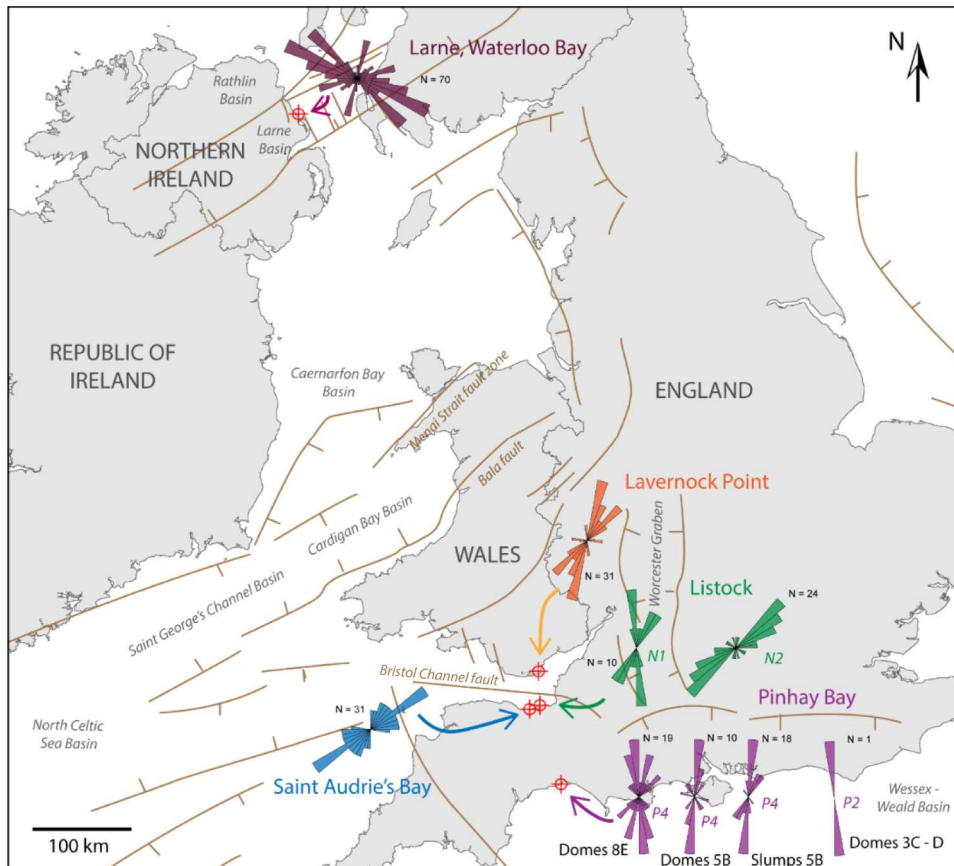 Larne, Waterloo Bay
N
N = 70
Rathlin
Basin
Larne
Basin
NORTHERN
IRELAND
REPUBLIC OF
IRELAND
Caernarfon Bay
Basin
Menai Strait fault zone
ENGLAND
Bala fault
Lavernock Point
Cardigan Bay Basin
WALES
N = 31
Worcester Graben
Listock
N = 24
Saint George's Channel Basin
N1
N2
N = 10
Bristol Channel fault
Pinhay Bay
North Celtic
Sea Basin
N = 31
N = 19
N = 10
N = 18
N = 1
Saint Audrie's Bay
P4
P4
P4
P2
Wessex -
Weald Basin
100 km
Domes 8E
Domes 5B
Slumps 5B
Domes 3C - D